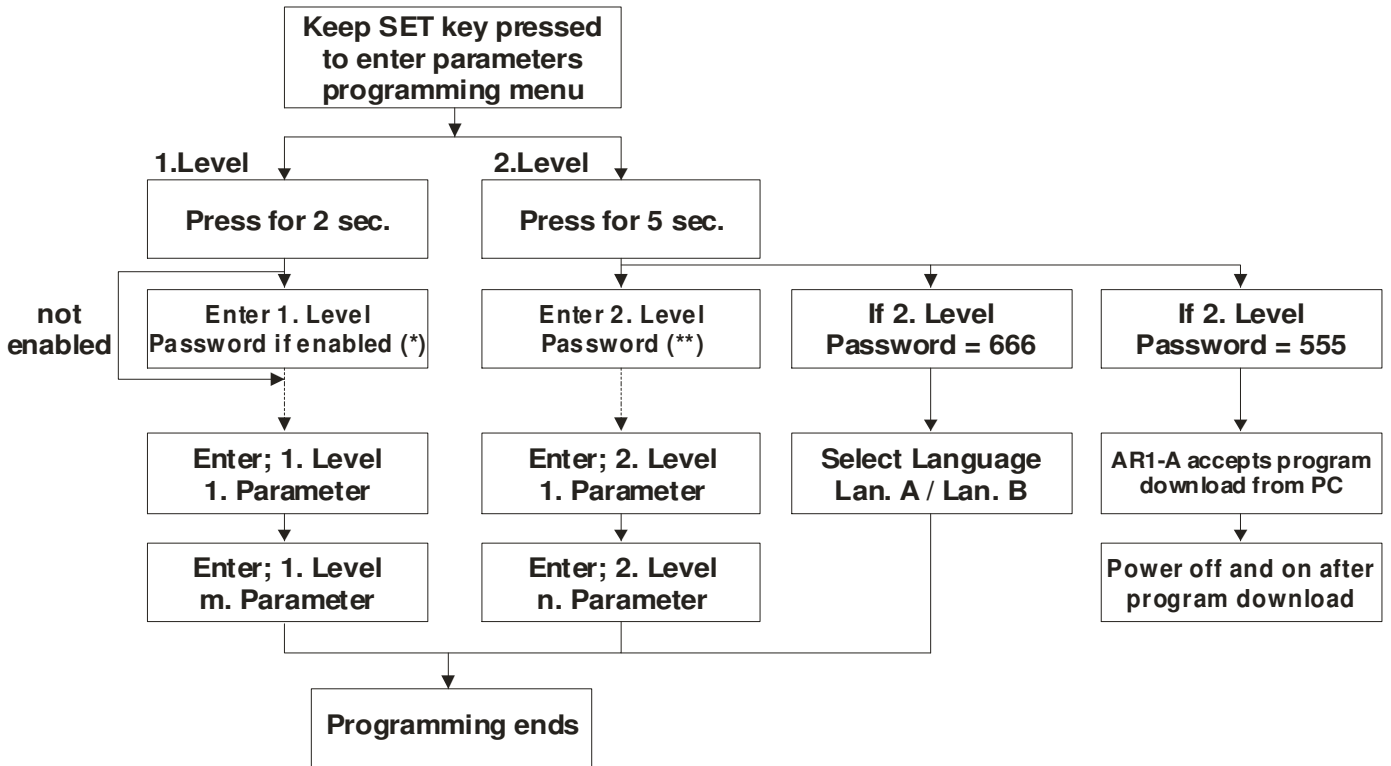 Keep SET key pressed
to enter parameters
programming menu
1.Level
2.Level
Press for 2 sec.
Press for 5 sec.
not
enabled
Enter 1. Level
Password if enabled (*)
Enter 2. Level
Password (**)
If 2. Level
Password = 666
If 2. Level
Password = 555
Enter; 1. Level
1. Parameter
Enter; 2. Level
1. Parameter
Select Language
Lan. A / Lan. B
AR1-A accepts program
download from PC
Enter; 1. Level
m. Parameter
Enter; 2. Level
n. Parameter
Power off and on after
program download
Programming ends